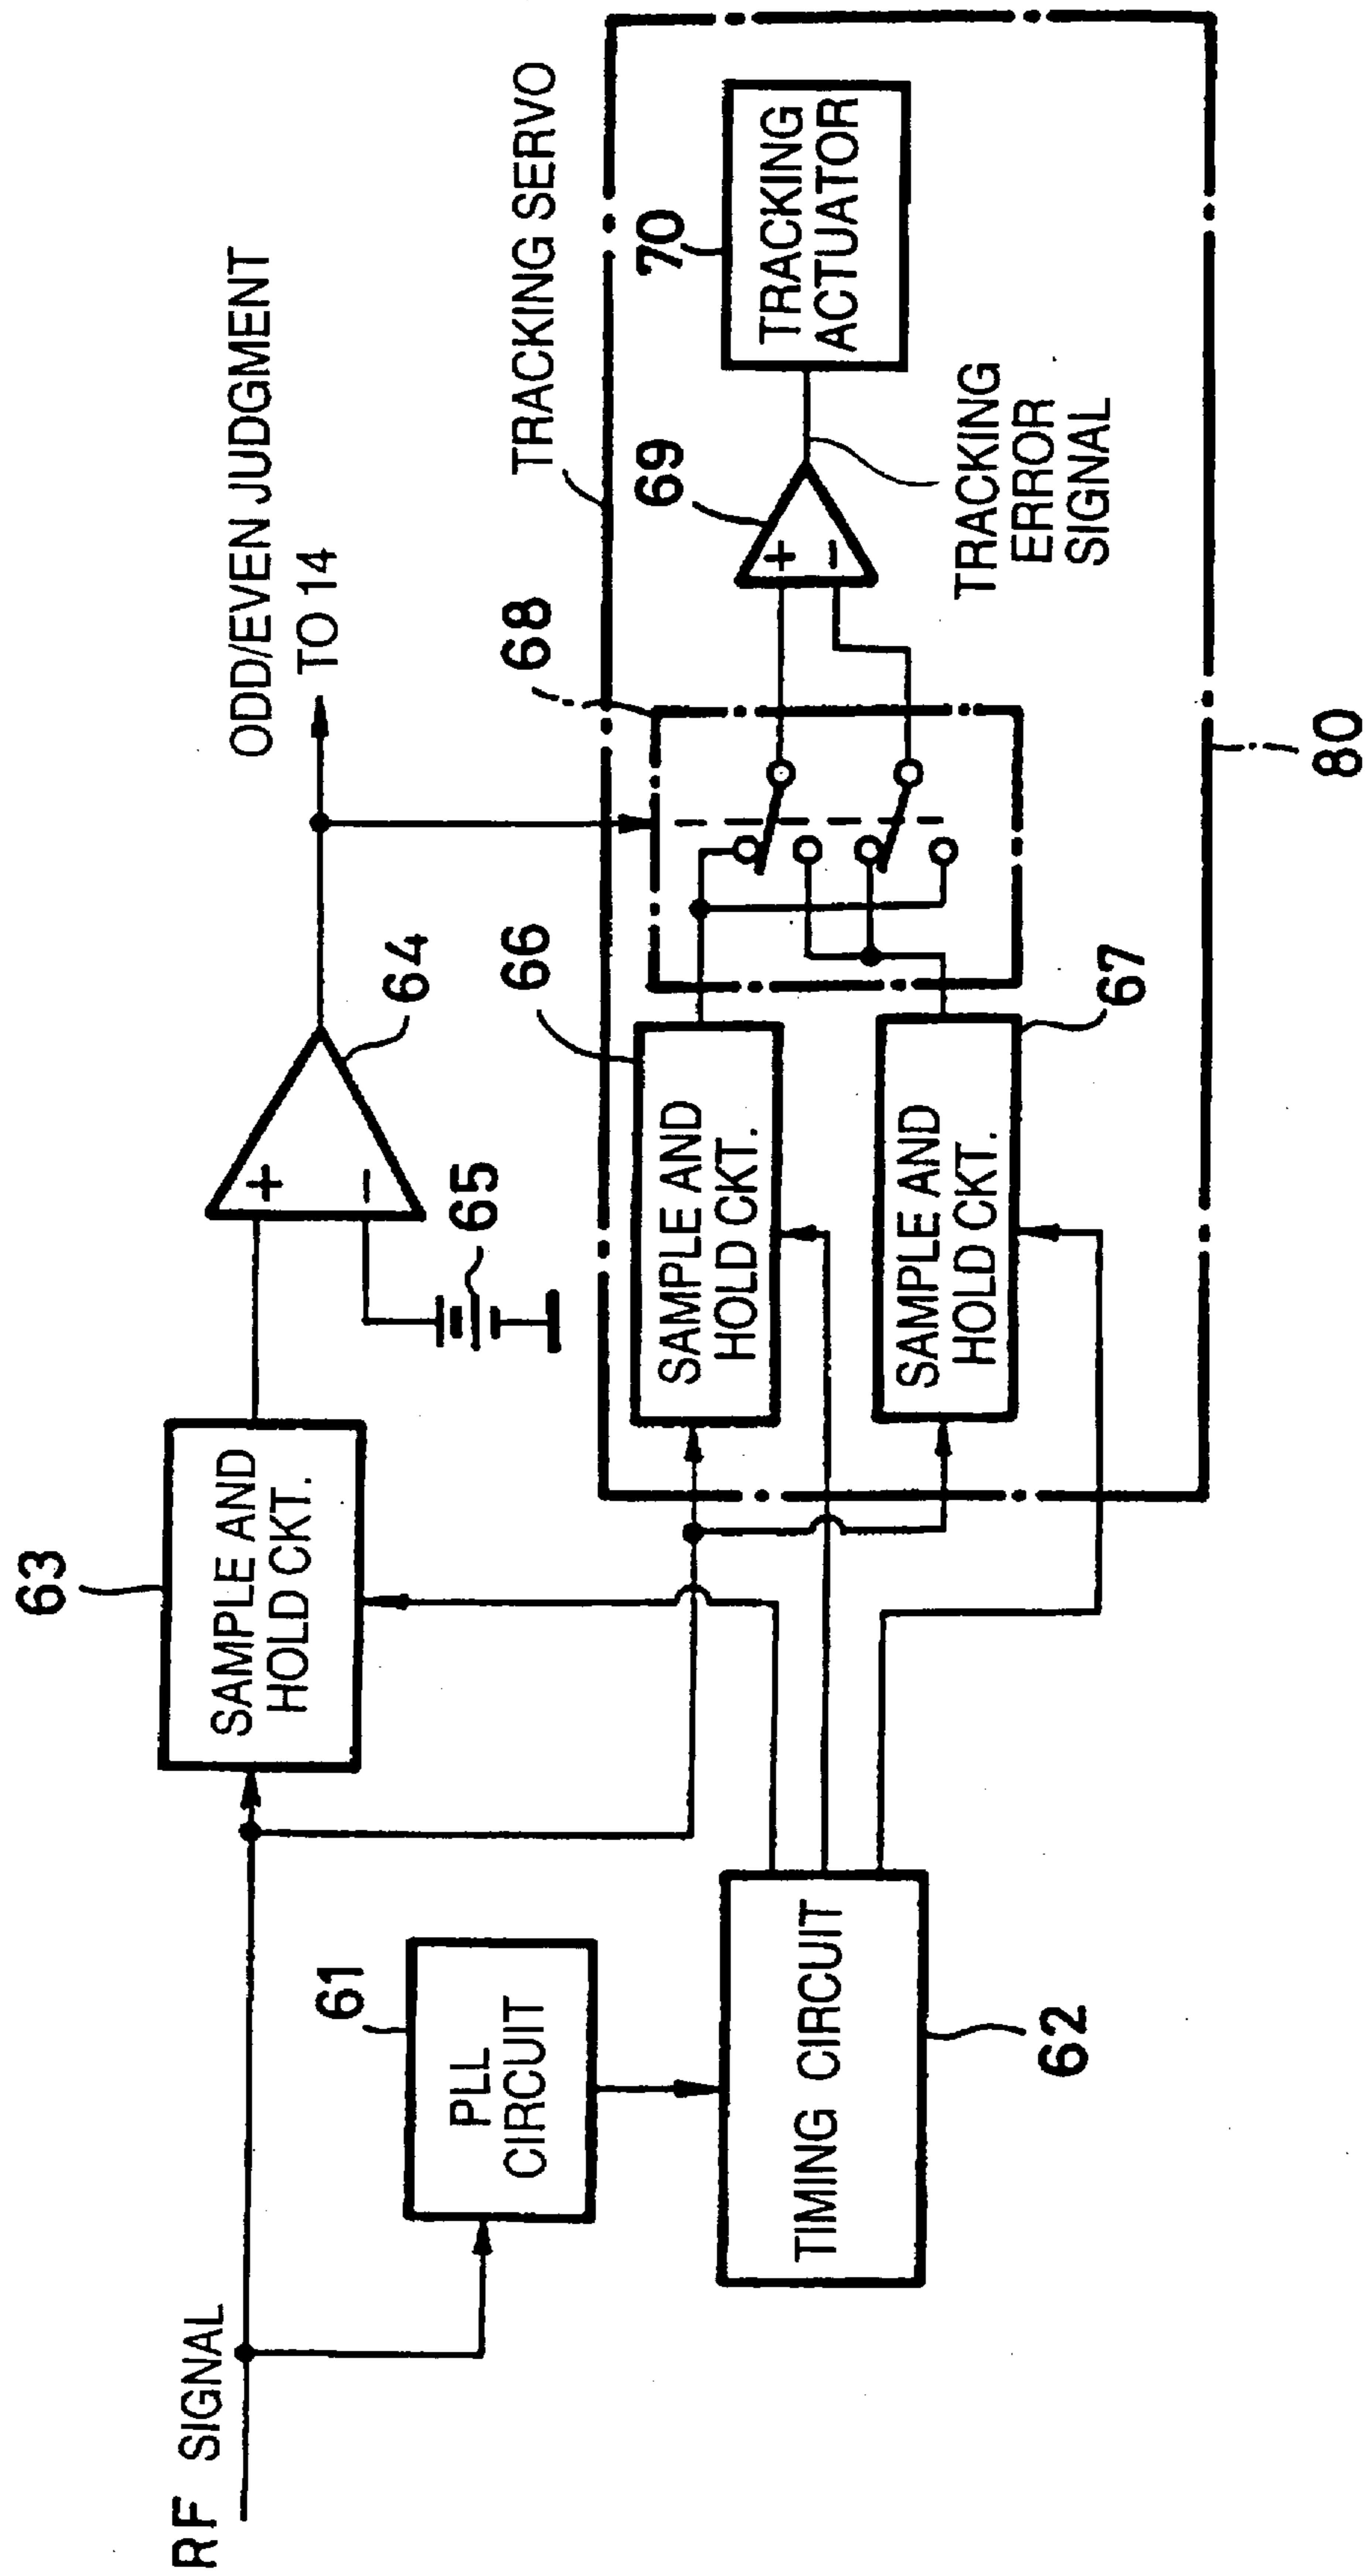 RF SIGNAL
61
PLL
CIRCUIT
TIMING CIRCUIT
62
63
SAMPLE AND
HOLD CKT.
+
−
64
65
ODD/EVEN JUDGMENT
TO 14
TRACKING SERVO
66
SAMPLE AND
HOLD CKT.
SAMPLE AND
HOLD CKT.
67
68
69
+
−
TRACKING
ERROR
SIGNAL
70
TRACKING
ACTUATOR
80